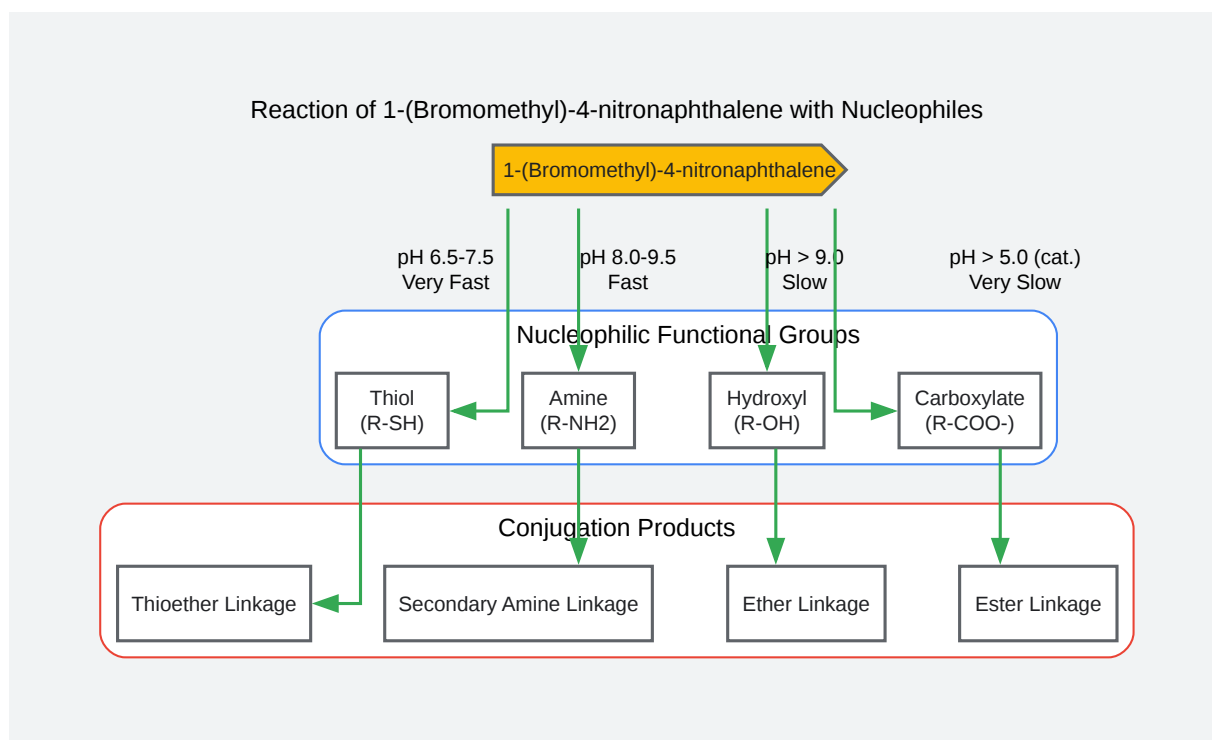 Reaction of 1-(Bromomethyl)-4-nitronaphthalene with Nucleophiles
1-(Bromomethyl)-4-nitronaphthalene
pH 6.5-7.5
Very Fast
pH 8.0-9.5
Fast
pH > 9.0
Slow
pH > 5.0 (cat.)
Very Slow
Nucleophilic Functional Groups
Thiol
(R-SH)
Amine
(R-NH2)
Hydroxyl
(R-OH)
Carboxylate
(R-COO-)
Conjugation Products
Thioether Linkage
Secondary Amine Linkage
Ether Linkage
Ester Linkage